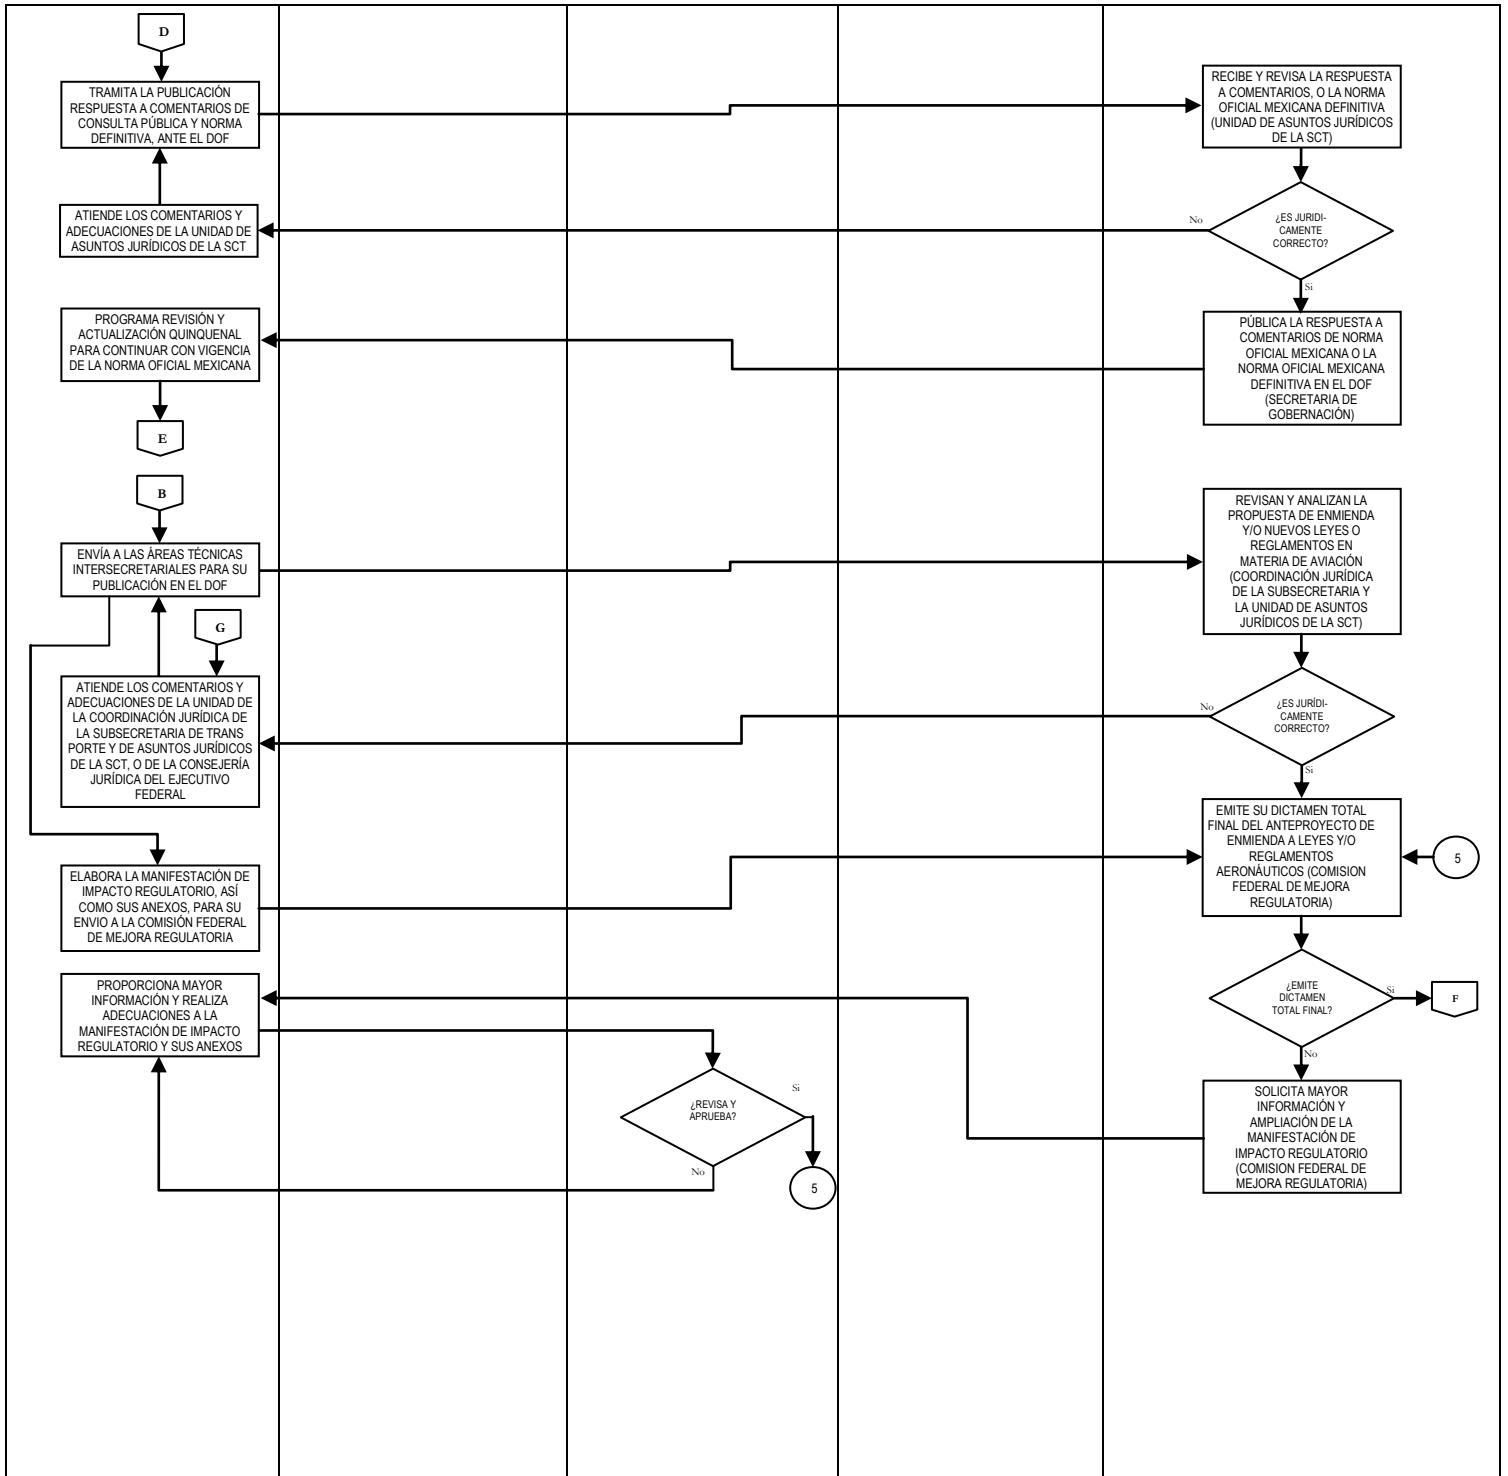 D
TRAMITA LA PUBLICACIÓN
RESPUESTA A COMENTARIOS DE
CONSULTA PÚBLICA Y NORMA
DEFINITIVA, ANTE EL DOF
RECIBE Y REVISA LA RESPUESTA
A COMENTARIOS, O LA NORMA
OFICIAL MEXICANA DEFINITIVA
(UNIDAD DE ASUNTOS JURÍDICOS
DE LA SCT)
ATIENDE LOS COMENTARIOS Y
ADECUACIONES DE LA UNIDAD DE
ASUNTOS JURÍDICOS DE LA SCT
No
¿ES JURIDI-
CAMENTE
CORRECTO?
Si
PROGRAMA REVISIÓN Y
ACTUALIZACIÓN QUINQUENAL
PARA CONTINUAR CON VIGENCIA
DE LA NORMA OFICIAL MEXICANA
PÚBLICA LA RESPUESTA A
COMENTARIOS DE NORMA
OFICIAL MEXICANA O LA
NORMA OFICIAL MEXICANA
DEFINITIVA EN EL DOF
(SECRETARIA DE
GOBERNACIÓN)
E
B
ENVÍA A LAS ÁREAS TÉCNICAS
INTERSECRETARIALES PARA SU
PUBLICACIÓN EN EL DOF
REVISAN Y ANALIZAN LA
PROPUESTA DE ENMIENDA
Y/O NUEVOS LEYES O
REGLAMENTOS EN
MATERIA DE AVIACIÓN
(COORDINACIÓN JURÍDICA
DE LA SUBSECRETARIA Y
LA UNIDAD DE ASUNTOS
JURÍDICOS DE LA SCT)
G
ATIENDE LOS COMENTARIOS Y
ADECUACIONES DE LA UNIDAD DE
LA COORDINACIÓN JURÍDICA DE
LA SUBSECRETARIA DE TRANS
PORTE Y DE ASUNTOS JURÍDICOS
DE LA SCT, O DE LA CONSEJERÍA
JURÍDICA DEL EJECUTIVO
FEDERAL
No
¿ES JURÍDI-
CAMENTE
CORRECTO?
Si
EMITE SU DICTAMEN TOTAL
FINAL DEL ANTEPROYECTO DE
ENMIENDA A LEYES Y/O
REGLAMENTOS
AERONÁUTICOS (COMISION
FEDERAL DE MEJORA
REGULATORIA)
5
ELABORA LA MANIFESTACIÓN DE
IMPACTO REGULATORIO, ASÍ
COMO SUS ANEXOS, PARA SU
ENVIO A LA COMISIÓN FEDERAL
DE MEJORA REGULATORIA
PROPORCIONA MAYOR
INFORMACIÓN Y REALIZA
ADECUACIONES A LA
MANIFESTACIÓN DE IMPACTO
REGULATORIO Y SUS ANEXOS
¿EMITE
DICTAMEN
TOTAL FINAL?
Si
F
No
¿REVISA Y
APRUEBA?
Si
No
5
SOLICITA MAYOR
INFORMACIÓN Y
AMPLIACIÓN DE LA
MANIFESTACIÓN DE
IMPACTO REGULATORIO
(COMISION FEDERAL DE
MEJORA REGULATORIA)